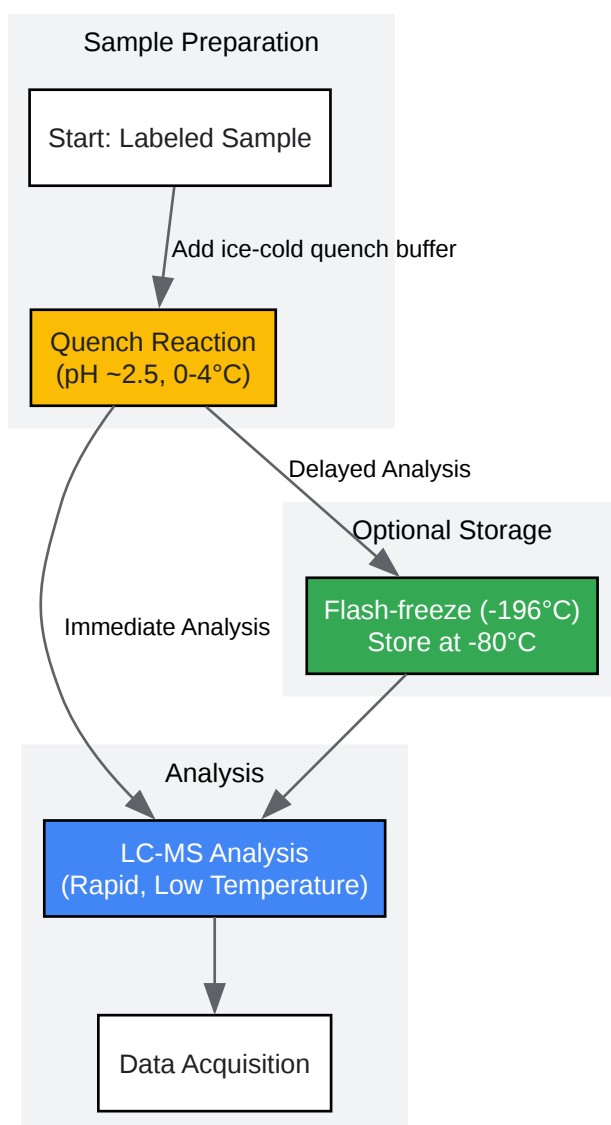 Sample Preparation
Start: Labeled Sample
Add ice-cold quench buffer
Quench Reaction
(pH ~2.5, 0-4°C)
Delayed Analysis
Optional Storage
Flash-freeze (-196°C)
Store at -80°C
Immediate Analysis
Analysis
LC-MS Analysis
(Rapid, Low Temperature)
Data Acquisition